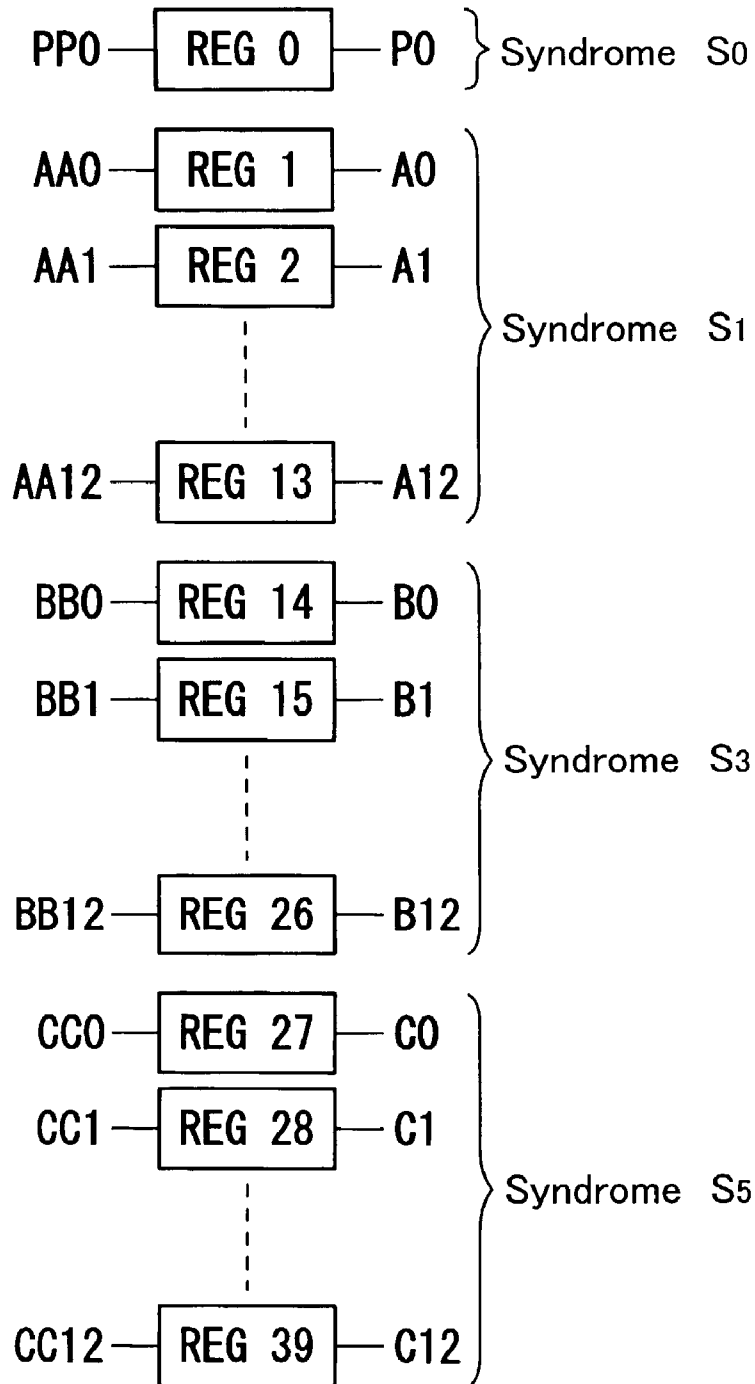 PP0 REG 0 P0 Syndrome S0
AA0 REG 1 A0
AA1 REG 2 A1
Syndrome S1
AA12 REG 13 A12
BB0 REG 14 B0
BB1 REG 15 B1
Syndrome S3
BB12 REG 26 B12
CC0 REG 27 C0
CC1 REG 28 C1
Syndrome S5
CC12 REG 39 C12